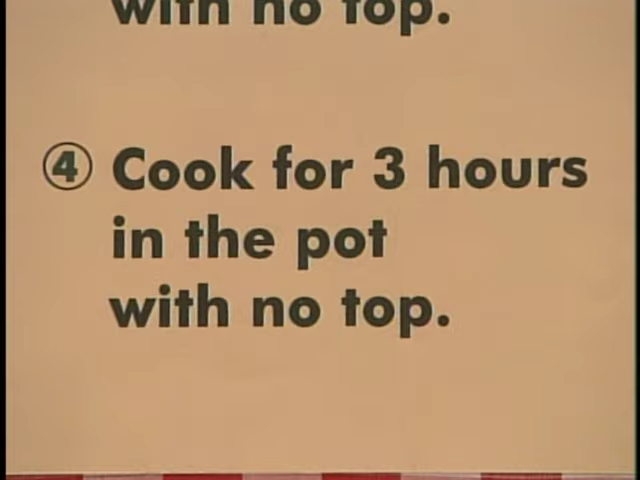 with no top.
④ Cook for 3 hours
in the pot
with no top.